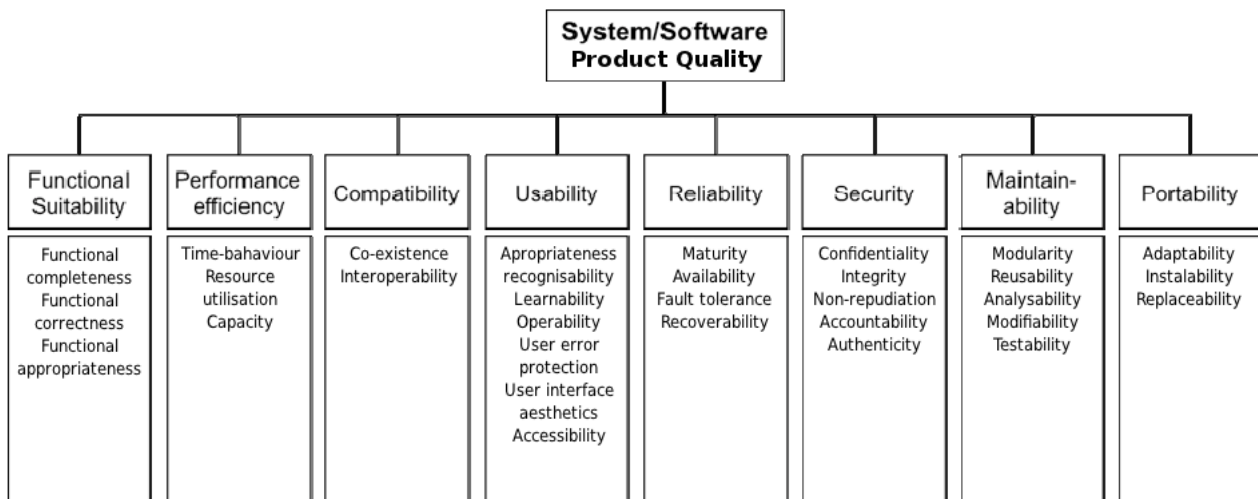 System/Software
Product Quality
Functional
Suitability
Performance
efficiency
Compatibility
Usability
Reliability
Security
Maintain-
ability
Portability
Functional
completeness
Functional
correctness
Functional
appropriateness
Time-bahaviour
Resource
utilisation
Capacity
Co-existence
Interoperability
Apropriateness
recognisability
Learnability
Operability
User error
protection
User interface
aesthetics
Accessibility
Maturity
Availability
Fault tolerance
Recoverability
Confidentiality
Integrity
Non-repudiation
Accountability
Authenticity
Modularity
Reusability
Analysability
Modifiability
Testability
Adaptability
Instalability
Replaceability